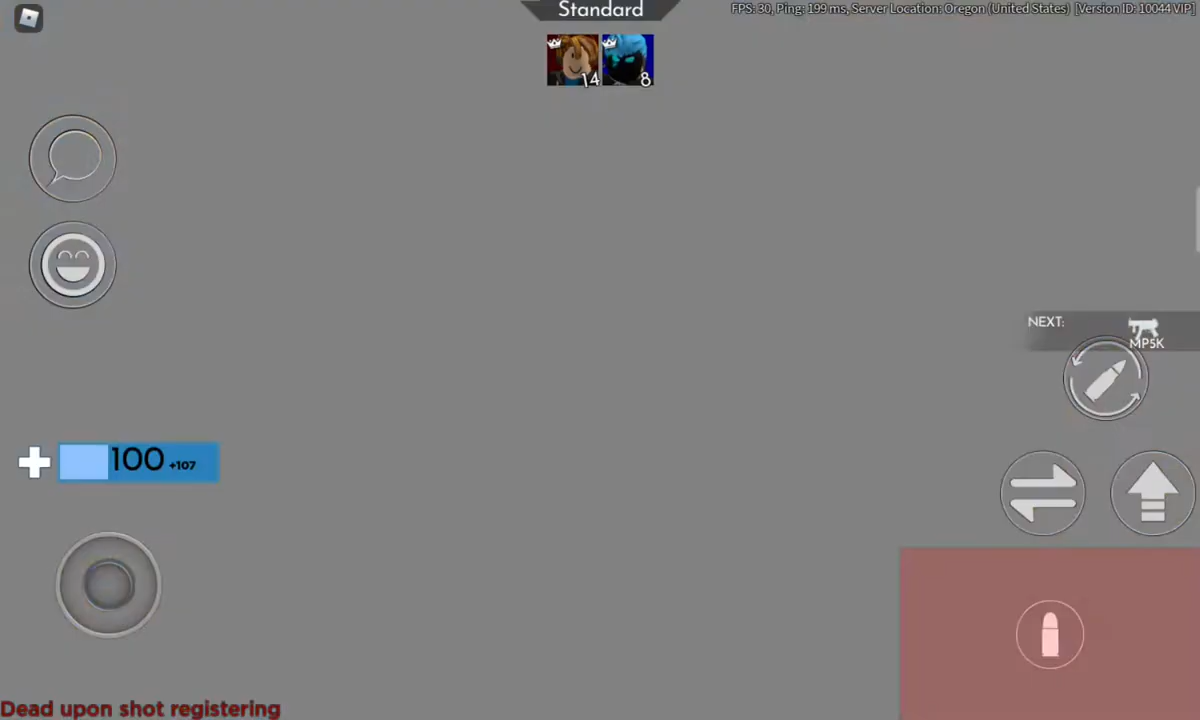 Standard
FPS: 30, Ping: 199 ms, Server Location: Oregon (United States) [Version ID: 10044 VIP]
14 8
NEXT:
MP5K
100 +107
Dead upon shot registering